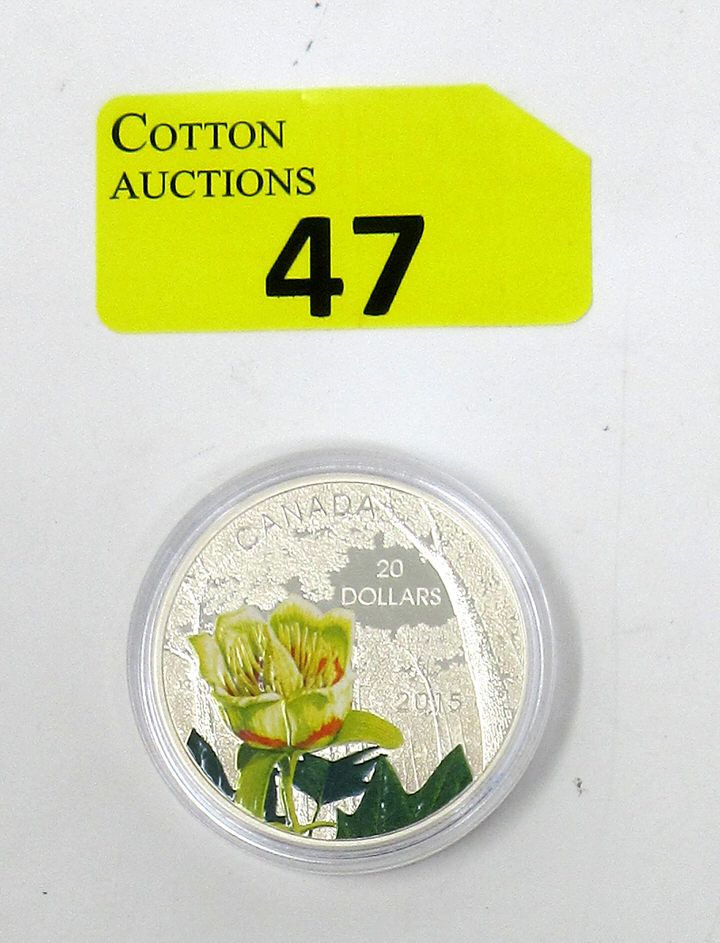 COTTON
AUCTIONS
47
CANADA
20
DOLLARS
2015